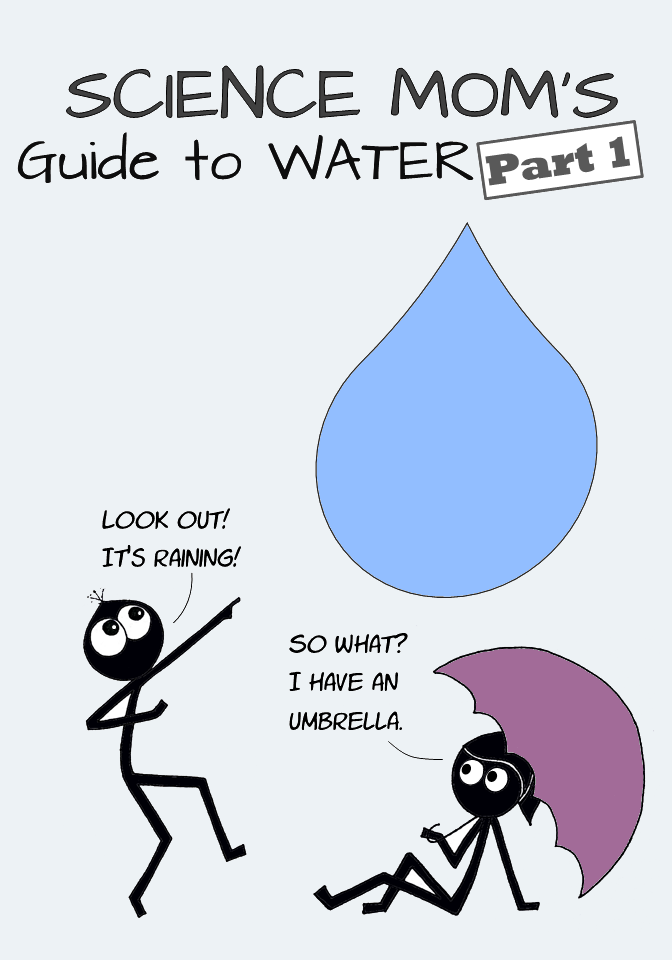 SCIENCE MOM'S
Guide to WATER Part 1
LOOK OUT!
IT'S RAINING!
SO WHAT?
I HAVE AN
UMBRELLA.